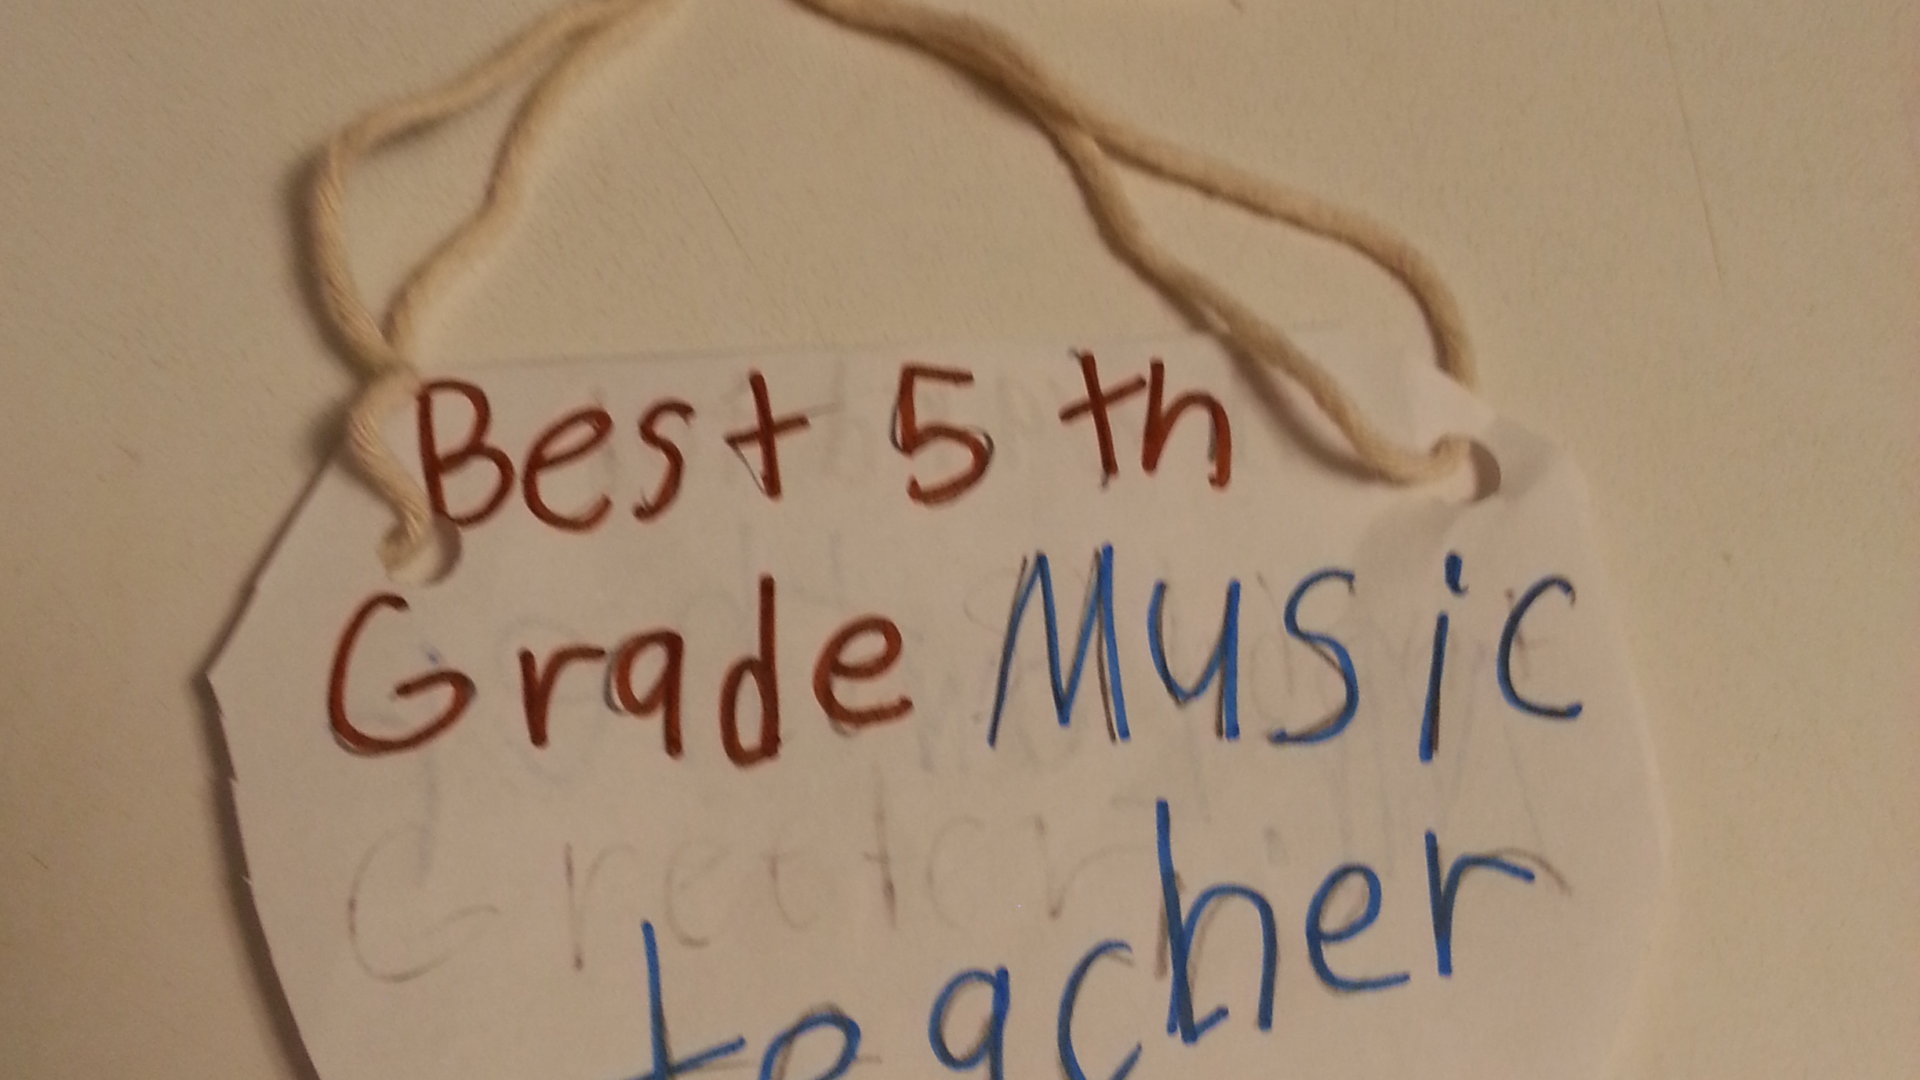 Best 5th
Grade Music
teacher